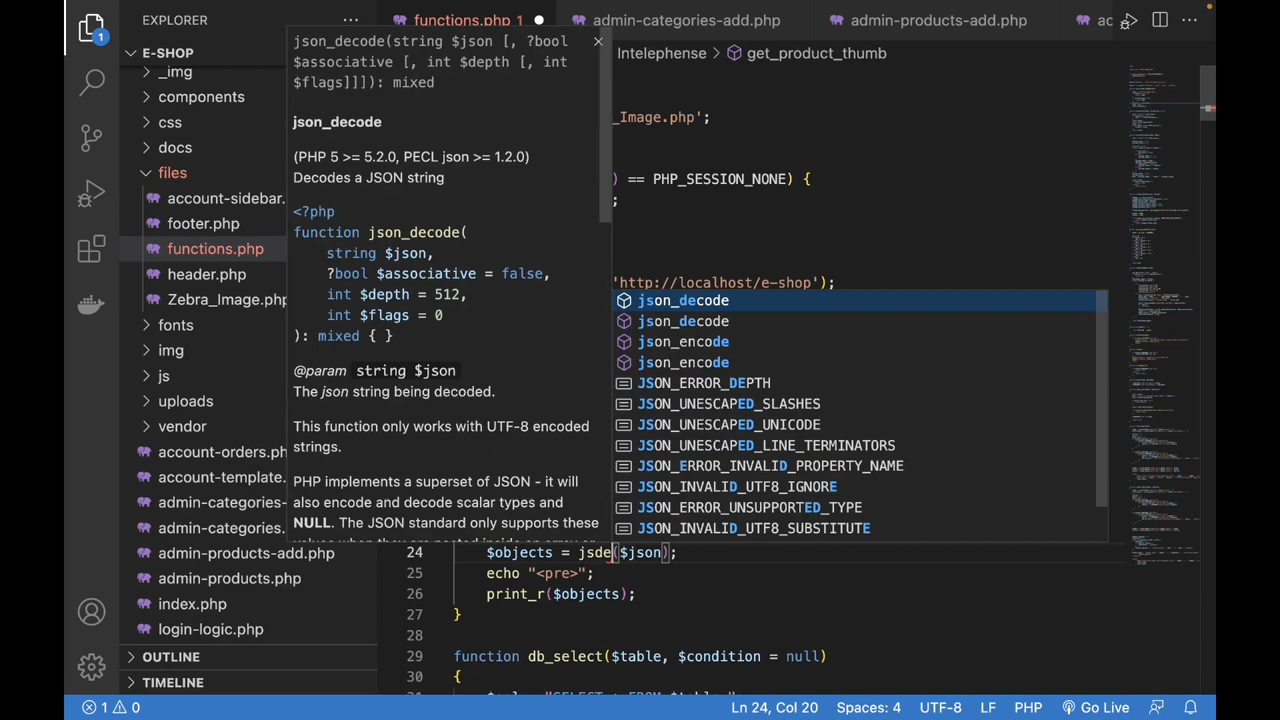 EXPLORER
functions.php 1
admin-categories-add.php
admin-products-add.php
E-SHOP
_img
components
css
docs
files
account-sidebar.
footer.php
functions.php
header.php
Zebra_Image.php
fonts
img
js
uploads
vendor
account-orders.ph
account-template.
admin-categories-
admin-categories.
admin-products-add.php
admin-products.php
index.php
login-logic.php
OUTLINE
TIMELINE
1
json_decode(string $json [, ?bool
$associative [, int $depth [, int
$flags]]]): mixed
json_decode
(PHP 5 >= 5.2.0, PECL json >= 1.2.0)
Decodes a JSON string
<?php
function json_decode(
string $json,
?bool $associative = false,
int $depth = 512,
int $flags = 0
): mixed { }
@param string $json
The json string being decoded.
This function only works with UTF-8 encoded
strings.
PHP implements a superset of JSON - it will
also encode and decode scalar types and
NULL. The JSON standard only supports these
Intelephense > get_product_thumb
_Image.php';
) == PHP_SESSION_NONE) {
;
'http://localhost/e-shop');
json_decode
json_decode
json_encode
json_encode
JSON_ERROR_DEPTH
JSON_UNESCAPED_SLASHES
JSON_UNESCAPED_UNICODE
JSON_UNESCAPED_LINE_TERMINATORS
JSON_ERROR_INVALID_PROPERTY_NAME
JSON_INVALID_UTF8_IGNORE
JSON_ERROR_UNSUPPORTED_TYPE
JSON_INVALID_UTF8_SUBSTITUTE
24 $objects = jsde($json);
25 echo "<pre>";
26 print_r($objects);
27 }
28
29 function db_select($table, $condition = null)
30 {
1 0 Ln 24, Col 20 Spaces: 4 UTF-8 LF PHP Go Live